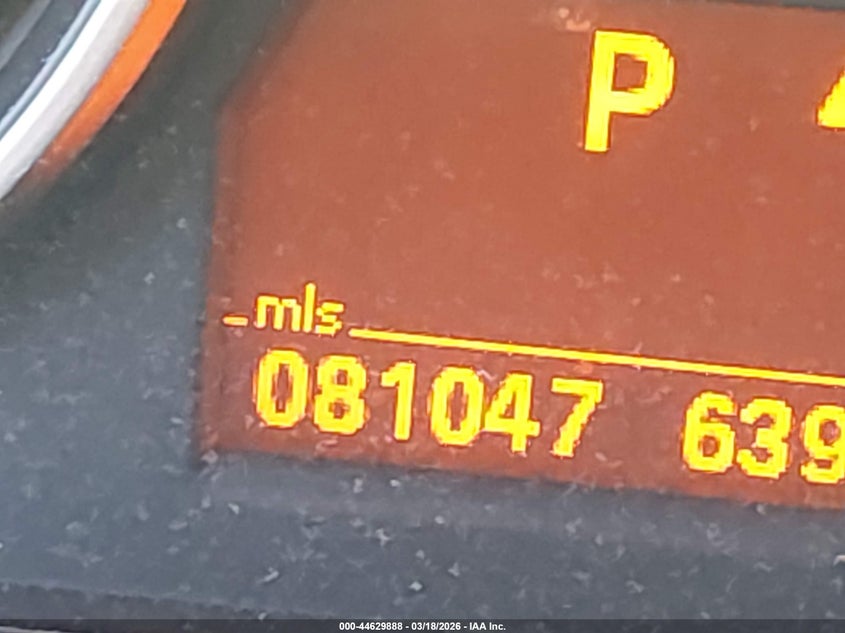 P
mls
081047 639
000-44629888 - 03/18/2026 - IAA Inc.